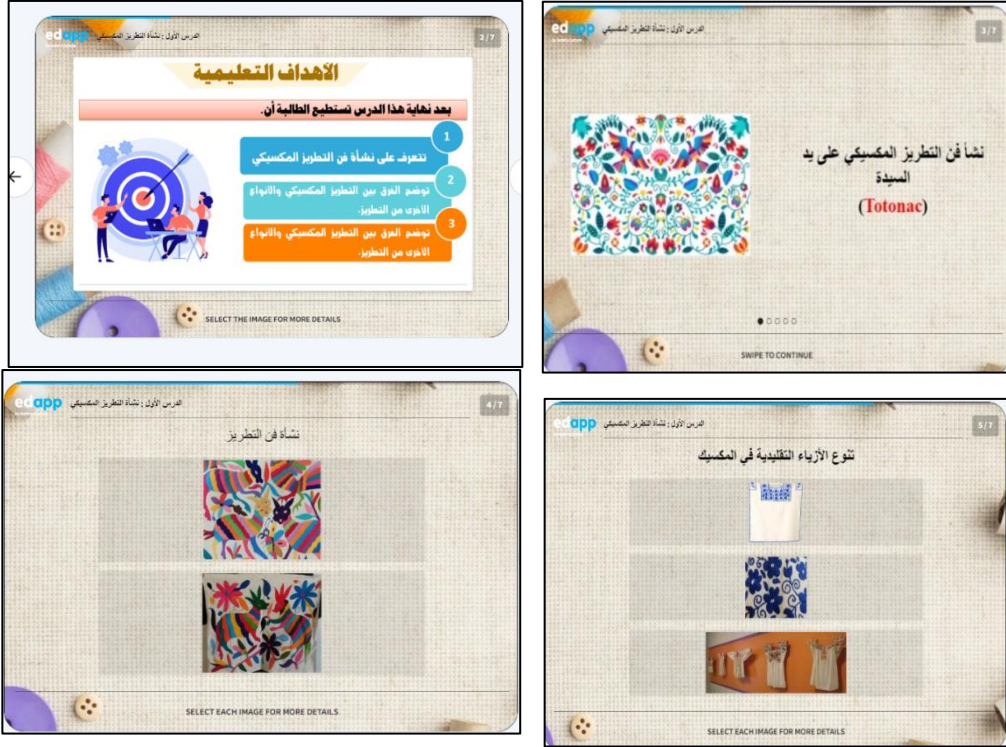 edapp
الدرس الأول : نشأة التطريز المكسيكي
2/7
الأهداف التعليمية
بعد نهاية هذا الدرس تستطيع الطالبة أن.
1
تتعرف على نشأة فن التطريز المكسيكي
2
توضح الفرق بين التطريز المكسيكي والأنواع
الأخرى من التطريز.
3
توضح الفرق بين التطريز المكسيكي والأنواع
الأخرى من التطريز.
SELECT THE IMAGE FOR MORE DETAILS
edapp
الدرس الأول : نشأة التطريز المكسيكي
3/7
نشأ فن التطريز المكسيكي على يد
السيدة
(Totonac)
SWIPE TO CONTINUE
edapp
الدرس الأول : نشأة التطريز المكسيكي
4/7
نشأة فن التطريز
SELECT EACH IMAGE FOR MORE DETAILS
edapp
الدرس الأول : نشأة التطريز المكسيكي
5/7
تنوع الأزياء التقليدية في المكسيك
SELECT EACH IMAGE FOR MORE DETAILS